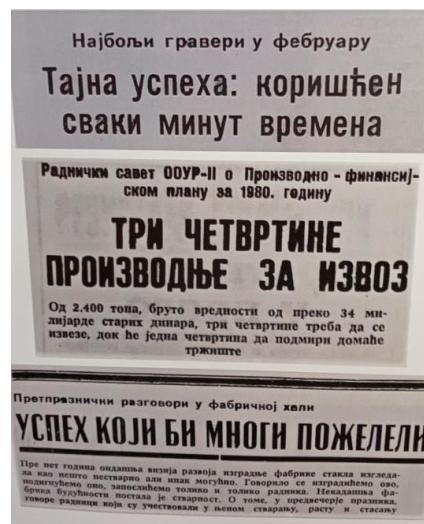 Најбољи гравери у фебруару
Тајна успеха: коришћен
сваки минут времена
Раднички савет ООУР-II о Производно - финансиј-
ском плану за 1980. годину
ТРИ ЧЕТВРТИНЕ
ПРОИЗВОДЊЕ ЗА ИЗВОЗ
Од 2.400 тона, бруто вредности од преко 34 ми-
лијарде старих динара, три четвртине треба да се
извезе, док ће једна четвртина да подмири домаће
тржиште
Претпразнички разговори у фабричној хали
УСПЕХ КОЈИ БИ МНОГИ ПОЖЕЛЕЛИ
Пре пет година ондашња визија развоја изградње фабрике стакла изгледа-
ла као нешто нестварно али ипак могућно. Говорило се изградићемо ово,
подигнућемо оно, запослићемо толико и толико радника. Некадашња фа-
брика будућности постала је стварност. О томе, у предвечерје празника,
говоре радници који су учествовали у њеном стварању, расту и стасању